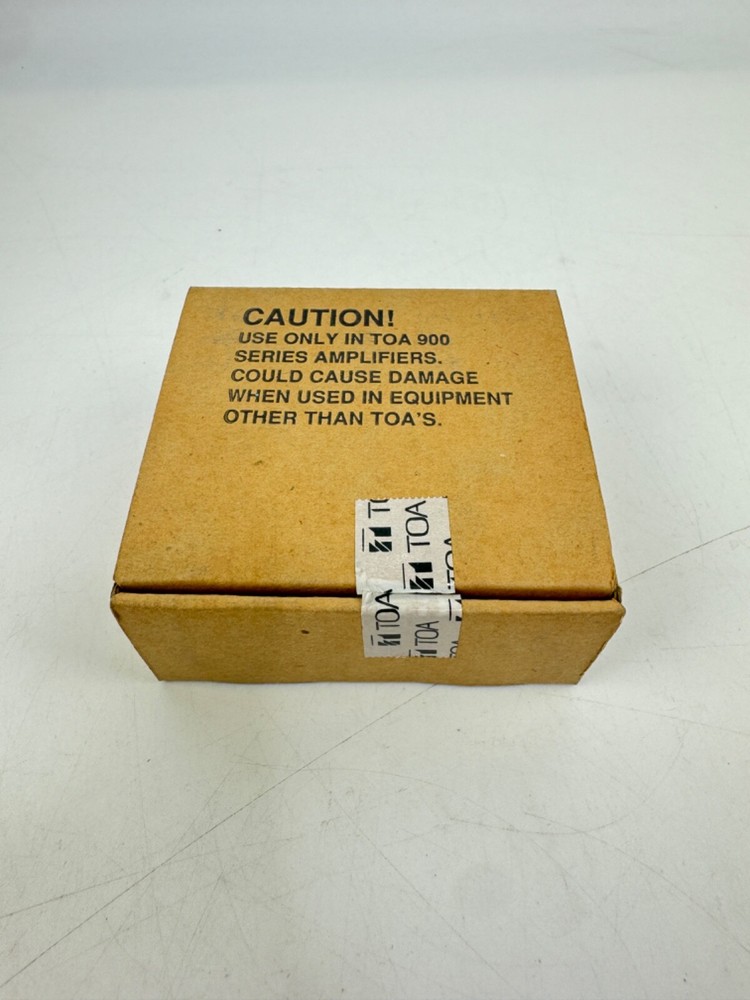 CAUTION!
USE ONLY IN TOA 900
SERIES AMPLIFIERS.
COULD CAUSE DAMAGE
WHEN USED IN EQUIPMENT
OTHER THAN TOA'S.
TOA
TOA
TOA
TOA